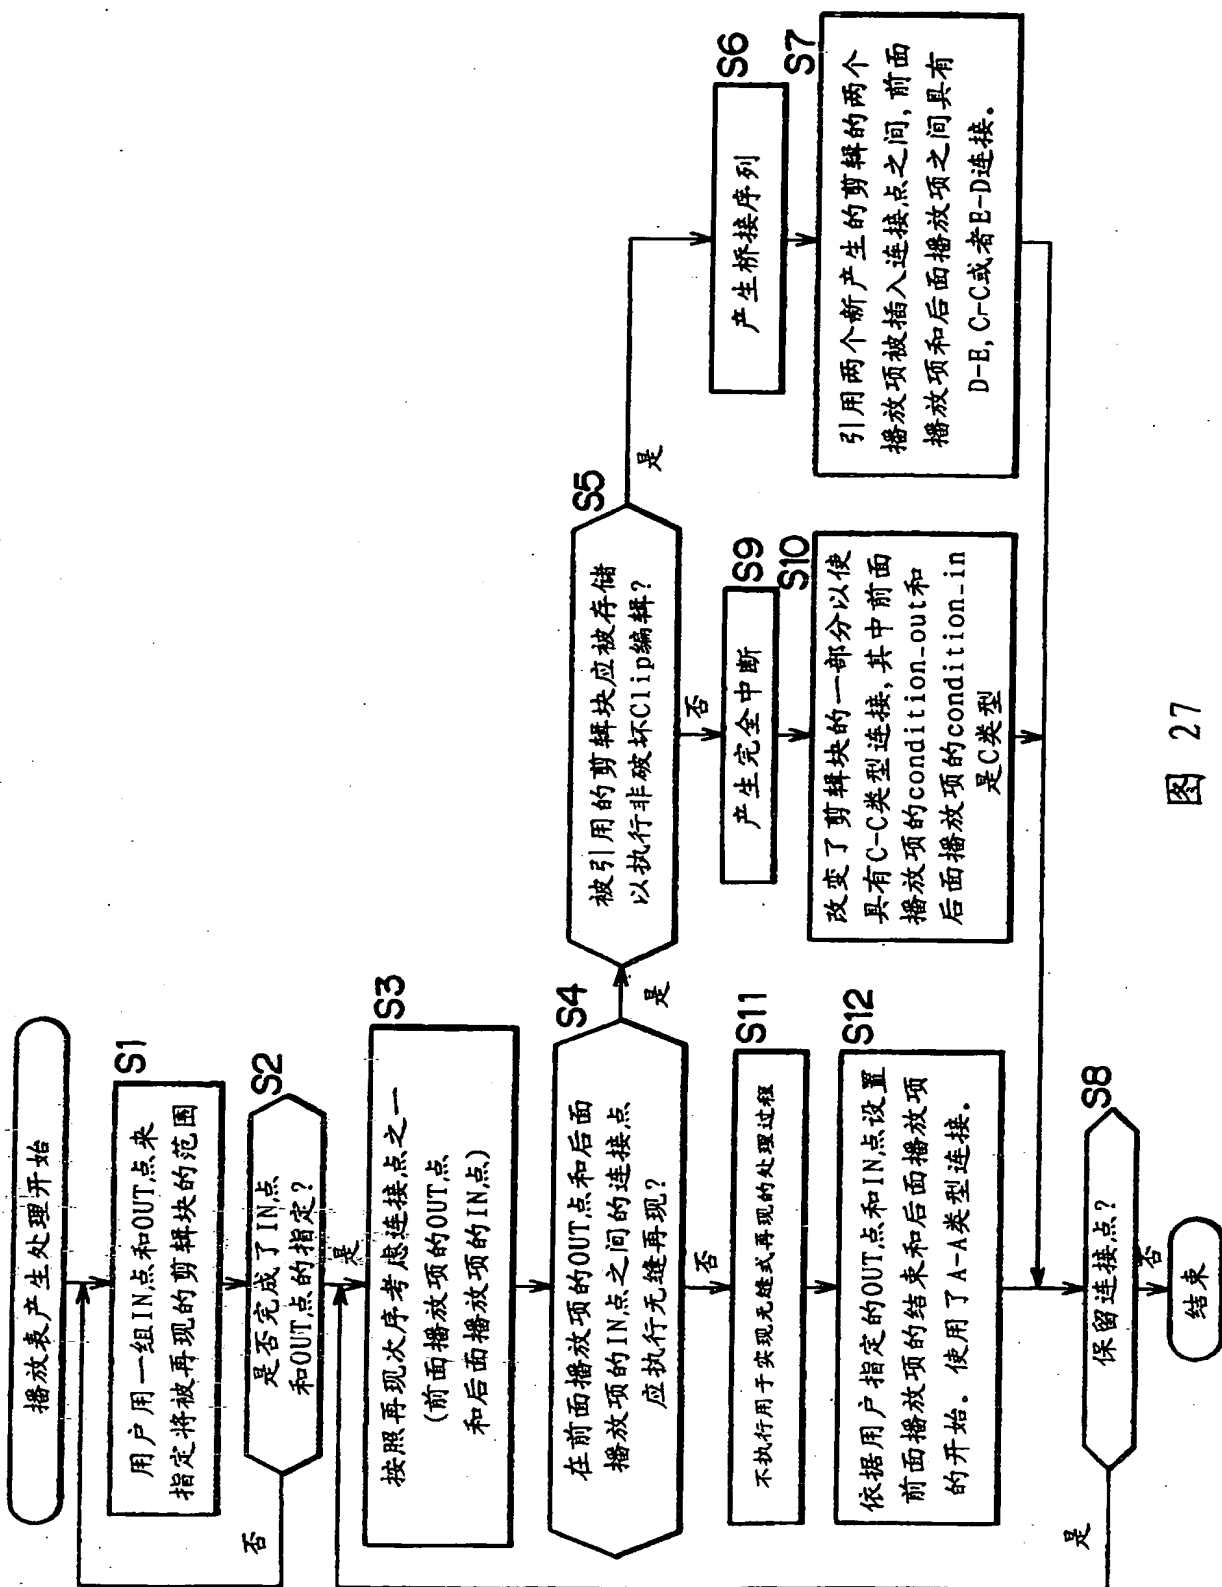 播放表产生处理开始
S1
用户用一组IN点和OUT点来
指定将被再现的剪辑块的范围
S2
是否完成了IN点
和OUT点的指定?
否
是
S3
按照再现次序考虑连接点之一
(前面播放项的OUT点
和后面播放项的IN点)
S4
在前面播放项的OUT点和后面
播放项的IN点之间的连接点
应执行无缝再现?
是
否
S5
被引用的剪辑块应被存储
以执行非破坏Clip编辑?
是
否
S6
产生桥接序列
S7
引用两个新产生的剪辑的两个
播放项被插入连接点之间,前面
播放项和后面播放项之间具有
D-E,C-C或者E-D连接。
S9
产生完全中断
S10
改变了剪辑块的一部分以使
具有C-C类型连接,其中前面
播放项的condition_out和
后面播放项的condition_in
是C类型
S11
不执行用于实现无缝式再现的处理过程
S12
依据用户指定的OUT点和IN点设置
前面播放项的结束和后面播放项
的开始。使用了A-A类型连接。
S8
保留连接点?
是
否
结束
图 27